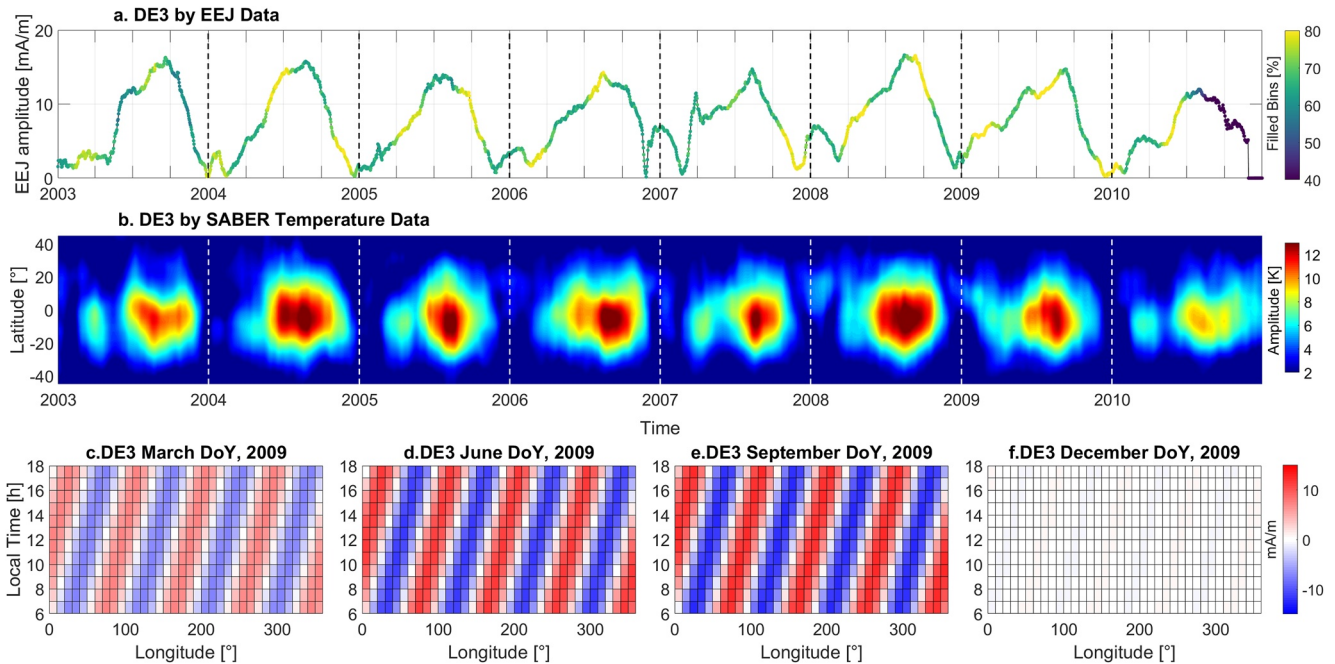 a. DE3 by EEJ Data
EEJ amplitude [mA/m]
20
10
0
2003 2004 2005 2006 2007 2008 2009 2010
Filled Bins [%]
80
70
60
50
40
b. DE3 by SABER Temperature Data
Latitude [°]
40
20
0
-20
-40
2003 2004 2005 2006 2007 2008 2009 2010
Time
Amplitude [K]
12
10
8
6
4
2
c.DE3 March DoY, 2009
Local Time [h]
18
16
14
12
10
8
6
0 100 200 300
Longitude [°]
d.DE3 June DoY, 2009
18
16
14
12
10
8
6
0 100 200 300
Longitude [°]
e.DE3 September DoY, 2009
18
16
14
12
10
8
6
0 100 200 300
Longitude [°]
f.DE3 December DoY, 2009
18
16
14
12
10
8
6
0 100 200 300
Longitude [°]
mA/m
10
0
-10